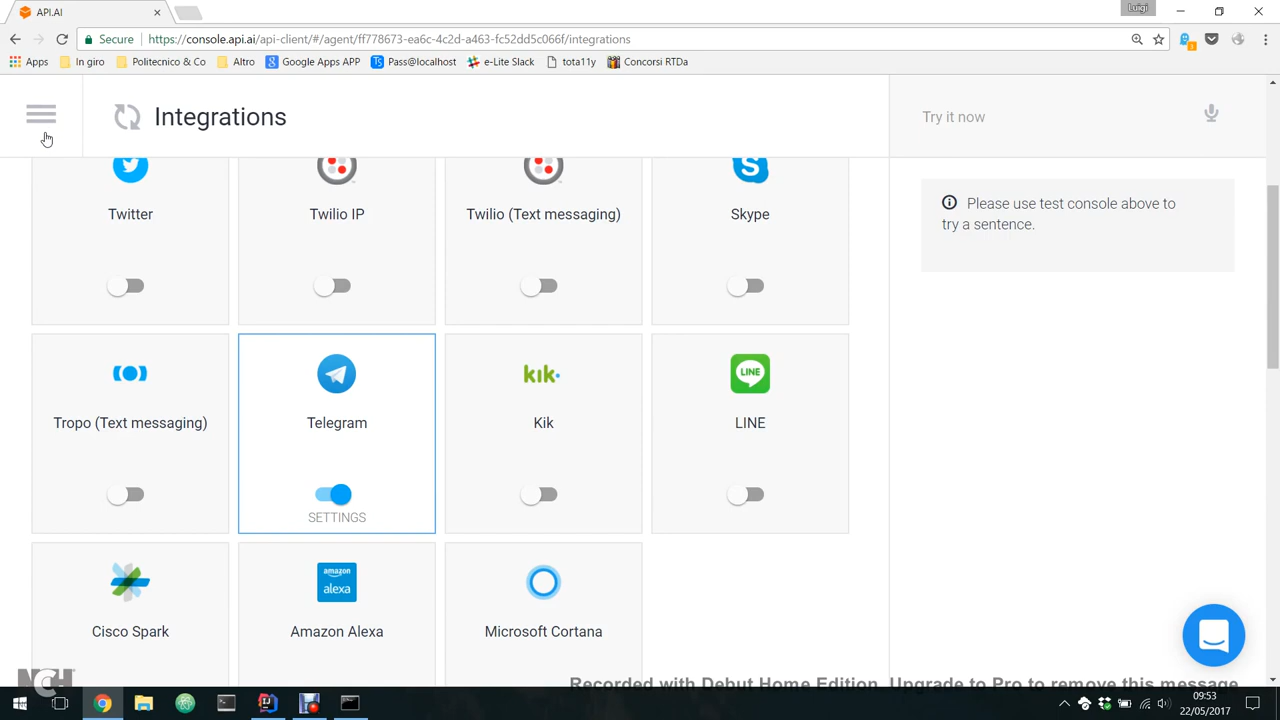 API.AI
Luigi
Secure
https://console.api.ai/api-client/#/agent/ff778673-ea6c-4c2d-a463-fc52dd5c066f/integrations
Apps
In giro
Politecnico & Co
Altro
Google Apps APP
Pass@localhost
e-Lite Slack
tota11y
Concorsi RTDa
Integrations
Try it now
Please use test console above to
try a sentence.
Twitter
Twilio IP
Twilio (Text messaging)
Skype
Tropo (Text messaging)
Telegram
SETTINGS
kik
Kik
LINE
LINE
Cisco Spark
amazon
alexa
Amazon Alexa
Microsoft Cortana
NCH
Recorded with Debut Home Edition. Upgrade to Pro to remove this message
09:53
22/05/2017